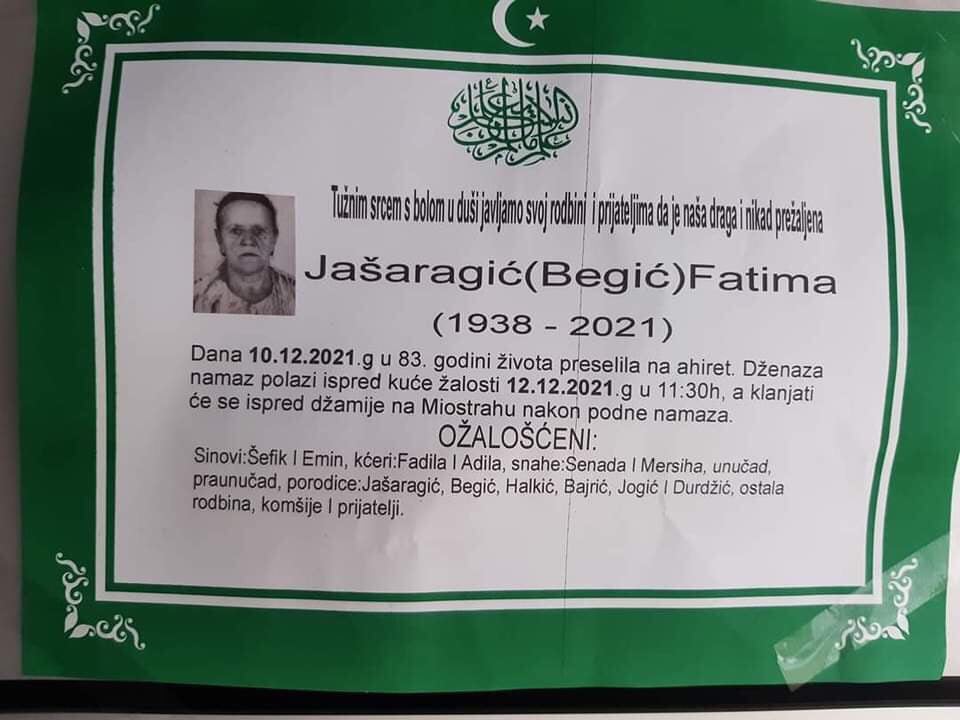 Tužnim srcem s bolom u duši javljamo svoj rodbini i prijateljima da je naša draga i nikad prežaljena
Jašaragić(Begić)Fatima
(1938 - 2021)
Dana 10.12.2021.g u 83. godini života preselila na ahiret. Dženaza
namaz polazi ispred kuće žalosti 12.12.2021.g u 11:30h, a klanjati
će se ispred džamije na Miostrahu nakon podne namaza.
OŽALOŠĆENI:
Sinovi:Šefik I Emin, kćeri:Fadila I Adila, snahe:Senada I Mersiha, unučad,
praunučad, porodice:Jašaragić, Begić, Halkić, Bajrić, Jogić I Durdžić, ostala
rodbina, komšije I prijatelji.